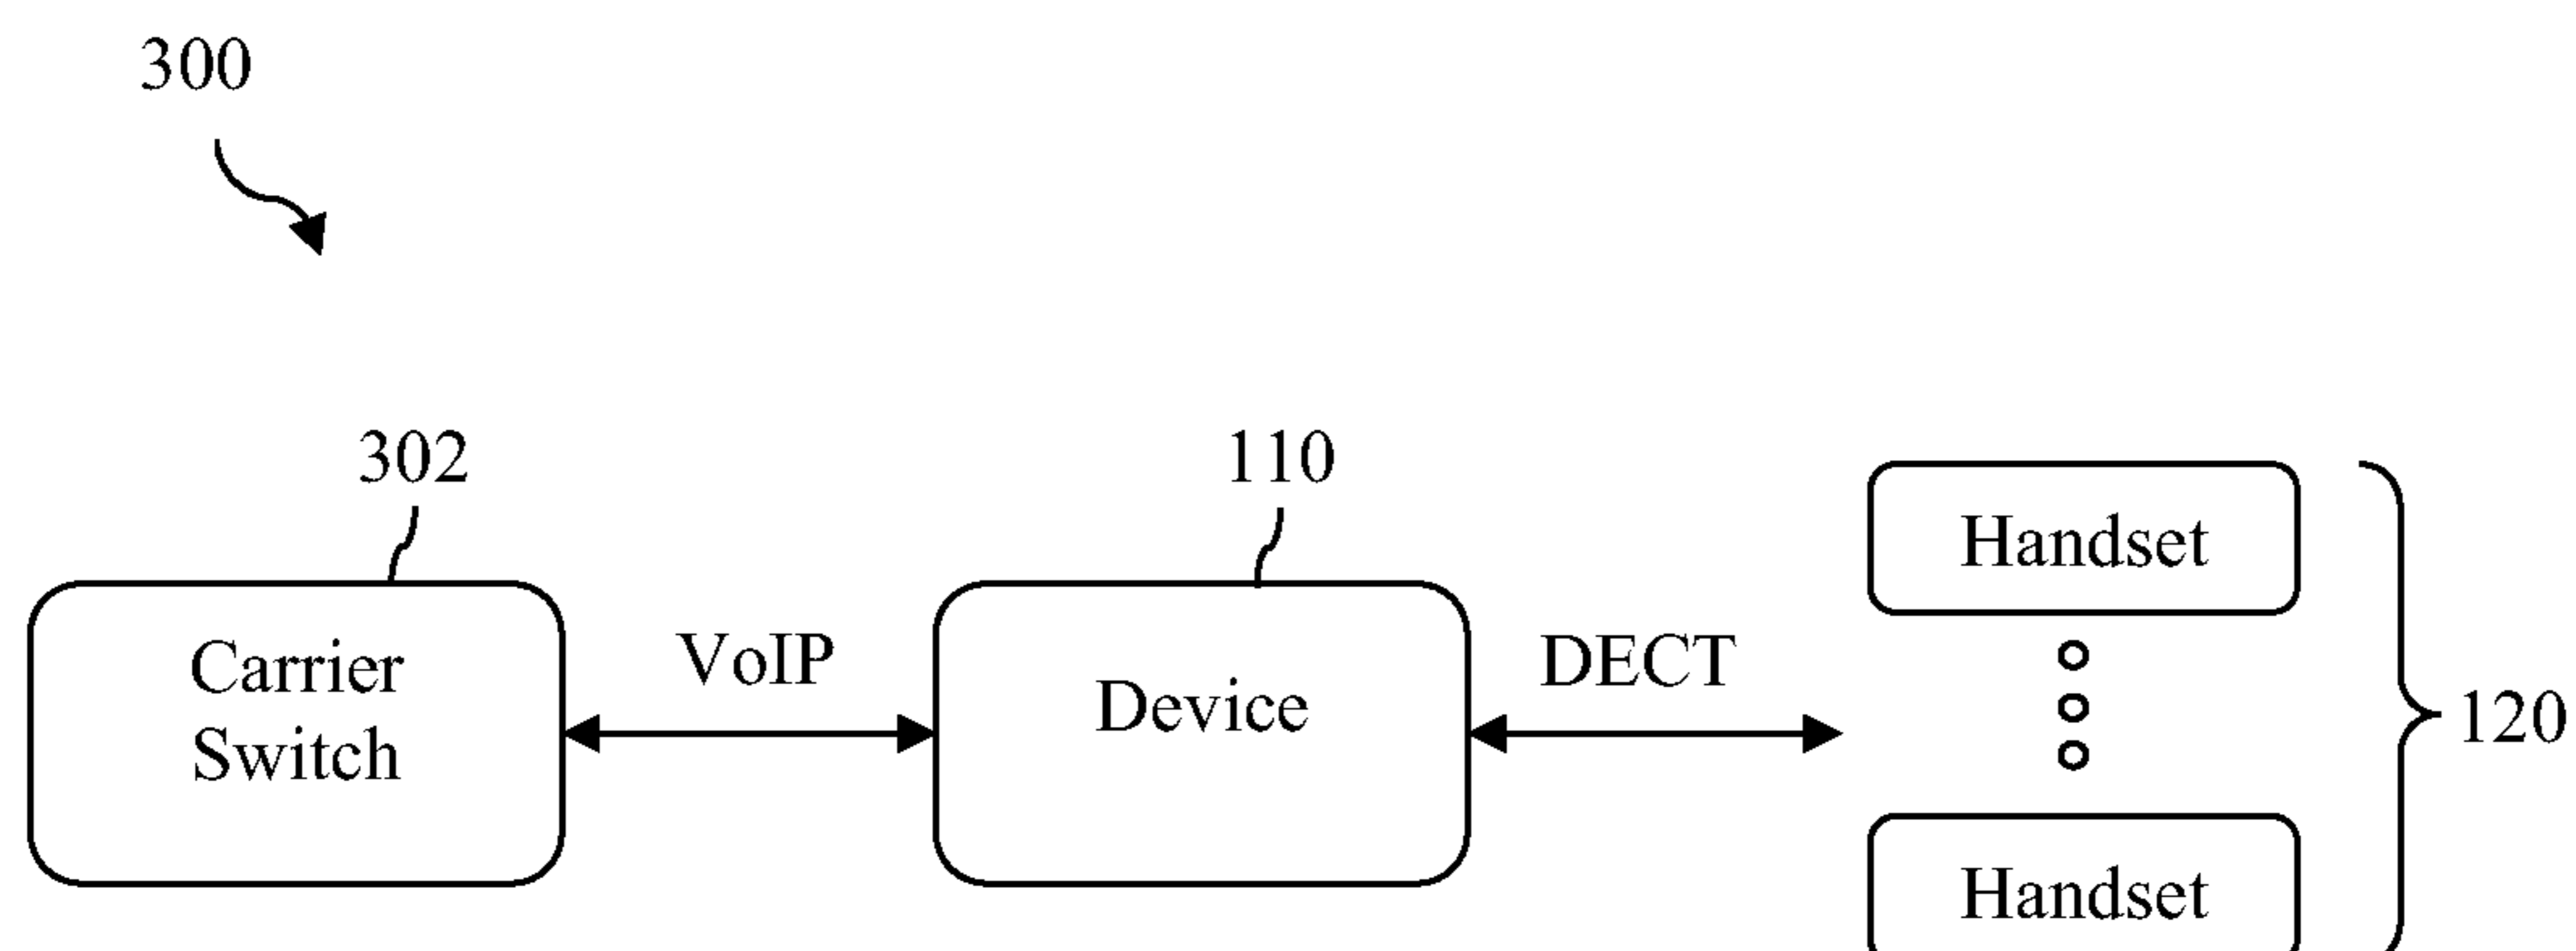 300
302
110
Handset
Carrier
Switch
VoIP
Device
DECT
120
Handset